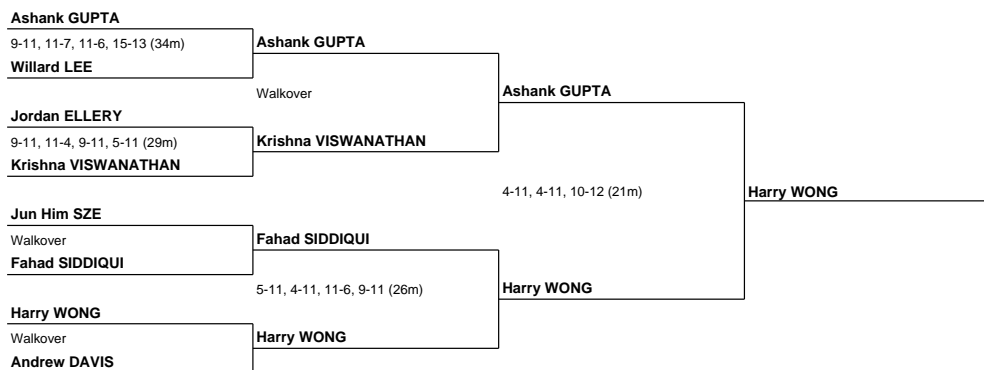 Ashank GUPTA
9-11, 11-7, 11-6, 15-13 (34m)
Willard LEE
Jordan ELLERY
9-11, 11-4, 9-11, 5-11 (29m)
Krishna VISWANATHAN
Jun Him SZE
Walkover
Fahad SIDDIQUI
Harry WONG
Walkover
Andrew DAVIS
Ashank GUPTA
Walkover
Krishna VISWANATHAN
Fahad SIDDIQUI
5-11, 4-11, 11-6, 9-11 (26m)
Harry WONG
Ashank GUPTA
4-11, 4-11, 10-12 (21m)
Harry WONG
Harry WONG